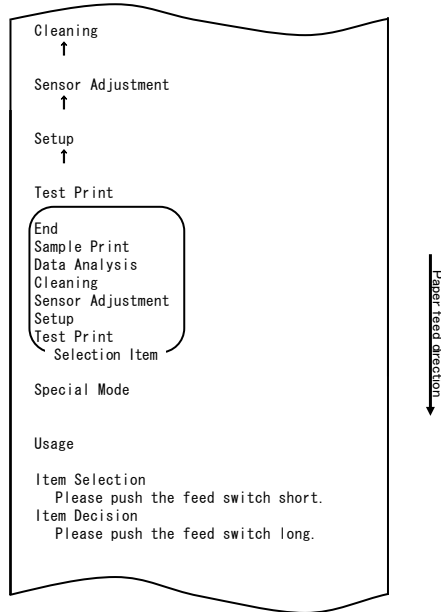 Cleaning
↑
Sensor Adjustment
↑
Setup
↑
Test Print
End
Sample Print
Data Analysis
Cleaning
Sensor Adjustment
Setup
Test Print
Selection Item
Special Mode
Usage
Item Selection
Please push the feed switch short.
Item Decision
Please push the feed switch long.
Paper feed direction